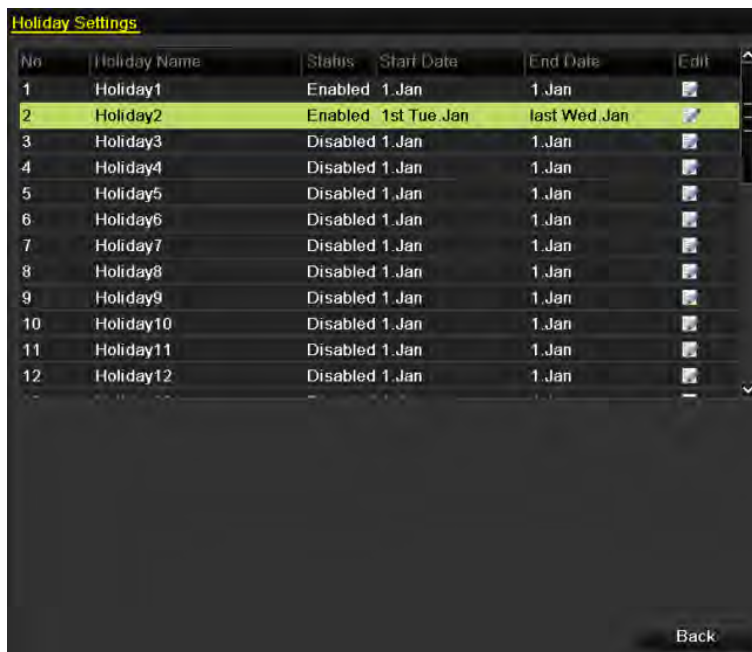 Holiday Settings
No Holiday Name Status Start Date End Date Edit
1 Holiday1 Enabled 1.Jan 1.Jan
2 Holiday2 Enabled 1st Tue.Jan last Wed.Jan
3 Holiday3 Disabled 1.Jan 1.Jan
4 Holiday4 Disabled 1.Jan 1.Jan
5 Holiday5 Disabled 1.Jan 1.Jan
6 Holiday6 Disabled 1.Jan 1.Jan
7 Holiday7 Disabled 1.Jan 1.Jan
8 Holiday8 Disabled 1.Jan 1.Jan
9 Holiday9 Disabled 1.Jan 1.Jan
10 Holiday10 Disabled 1.Jan 1.Jan
11 Holiday11 Disabled 1.Jan 1.Jan
12 Holiday12 Disabled 1.Jan 1.Jan
Back